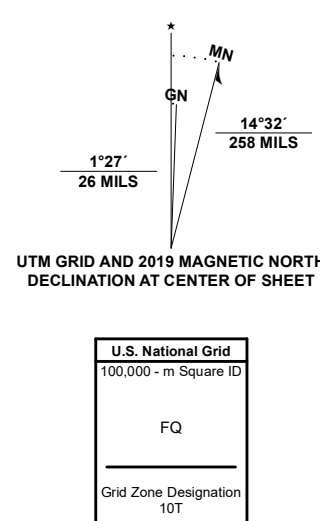 ★
MN
GN
14°32´
258 MILS
1°27´
26 MILS
UTM GRID AND 2019 MAGNETIC NORTH
DECLINATION AT CENTER OF SHEET
U.S. National Grid
100,000 - m Square ID
FQ
Grid Zone Designation
10T